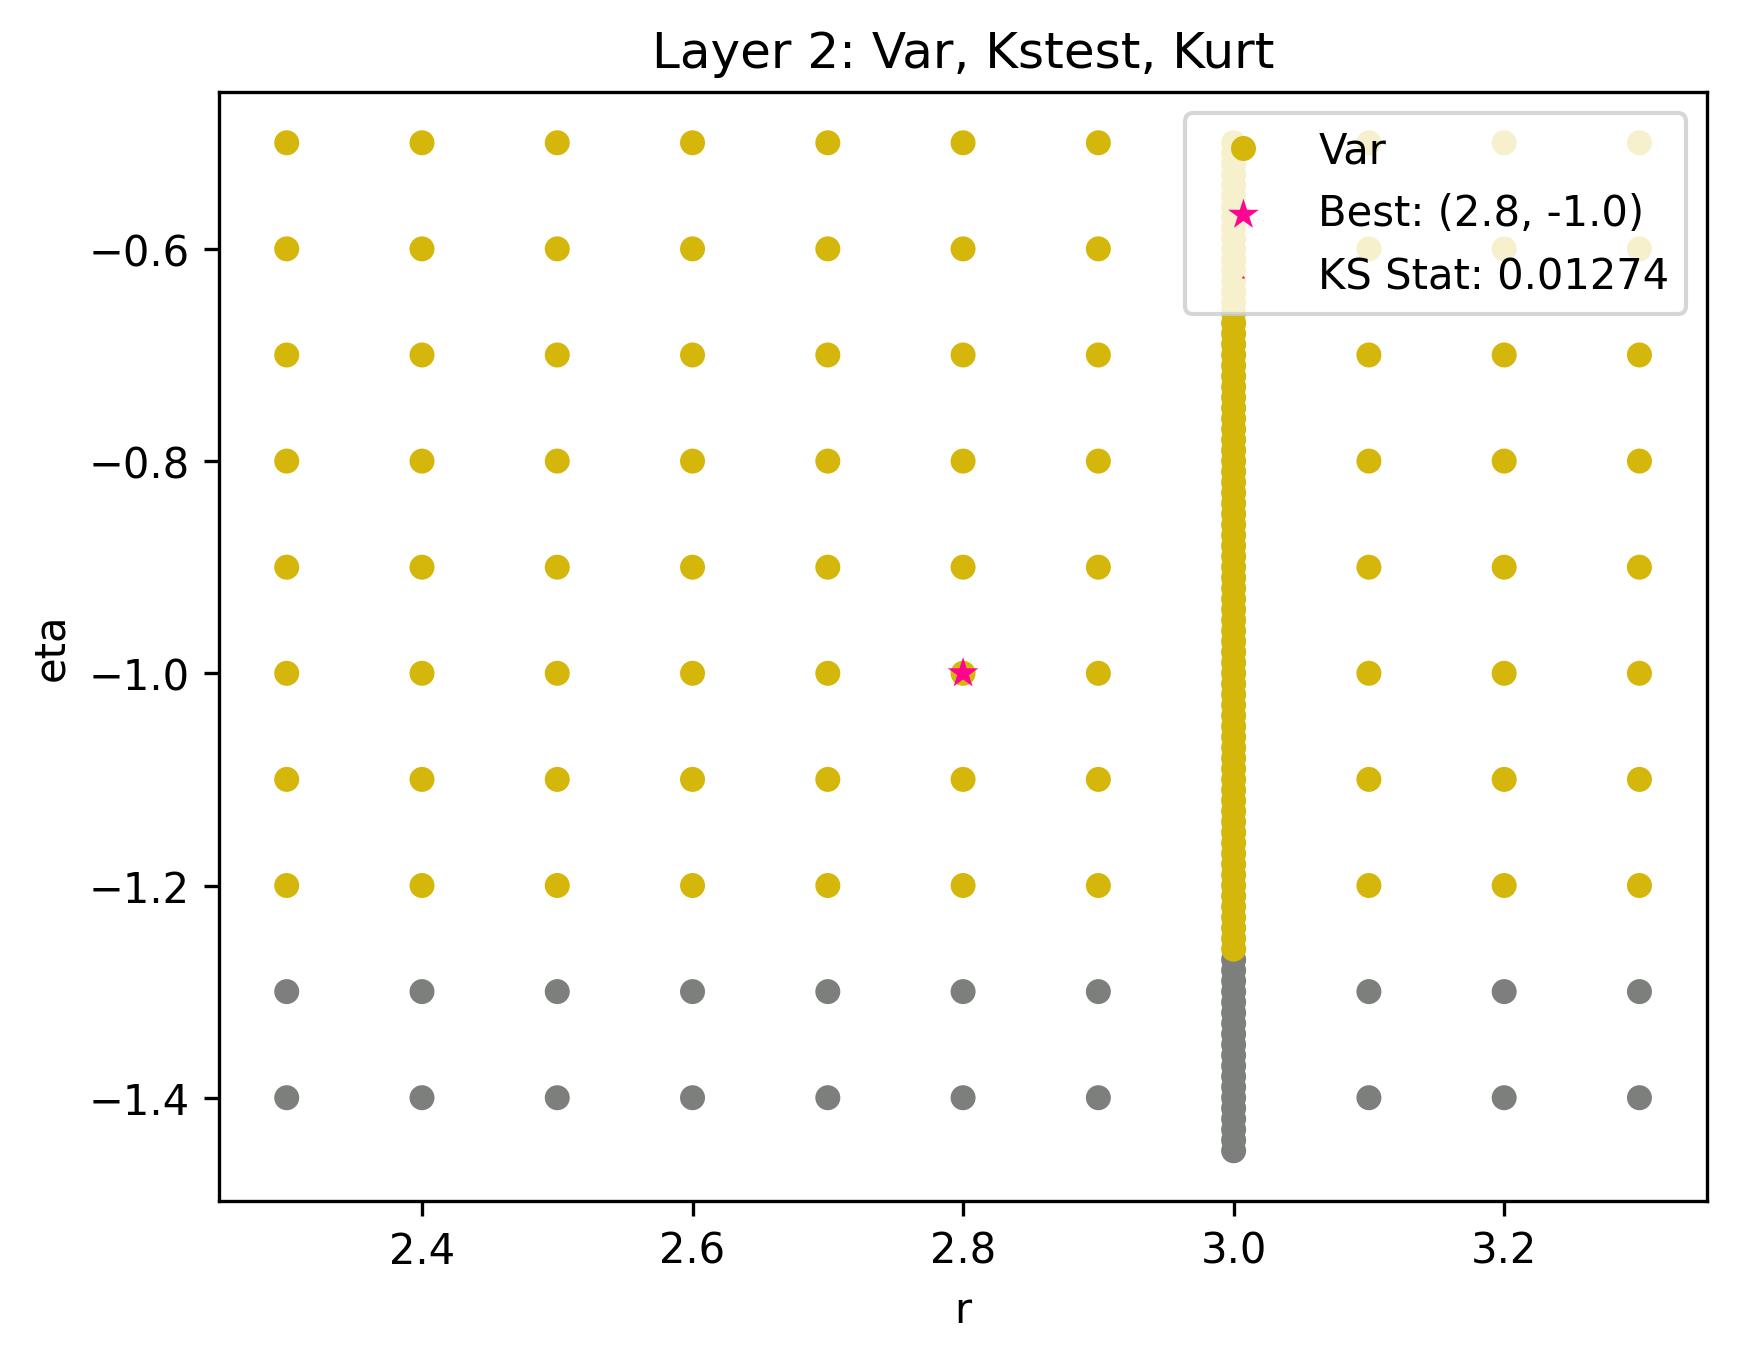 Layer 2: Var, Kstest, Kurt
Var
Best: (2.8, -1.0)
KS Stat: 0.01274
eta
−0.6
−0.8
−1.0
−1.2
−1.4
2.4 2.6 2.8 3.0 3.2
r